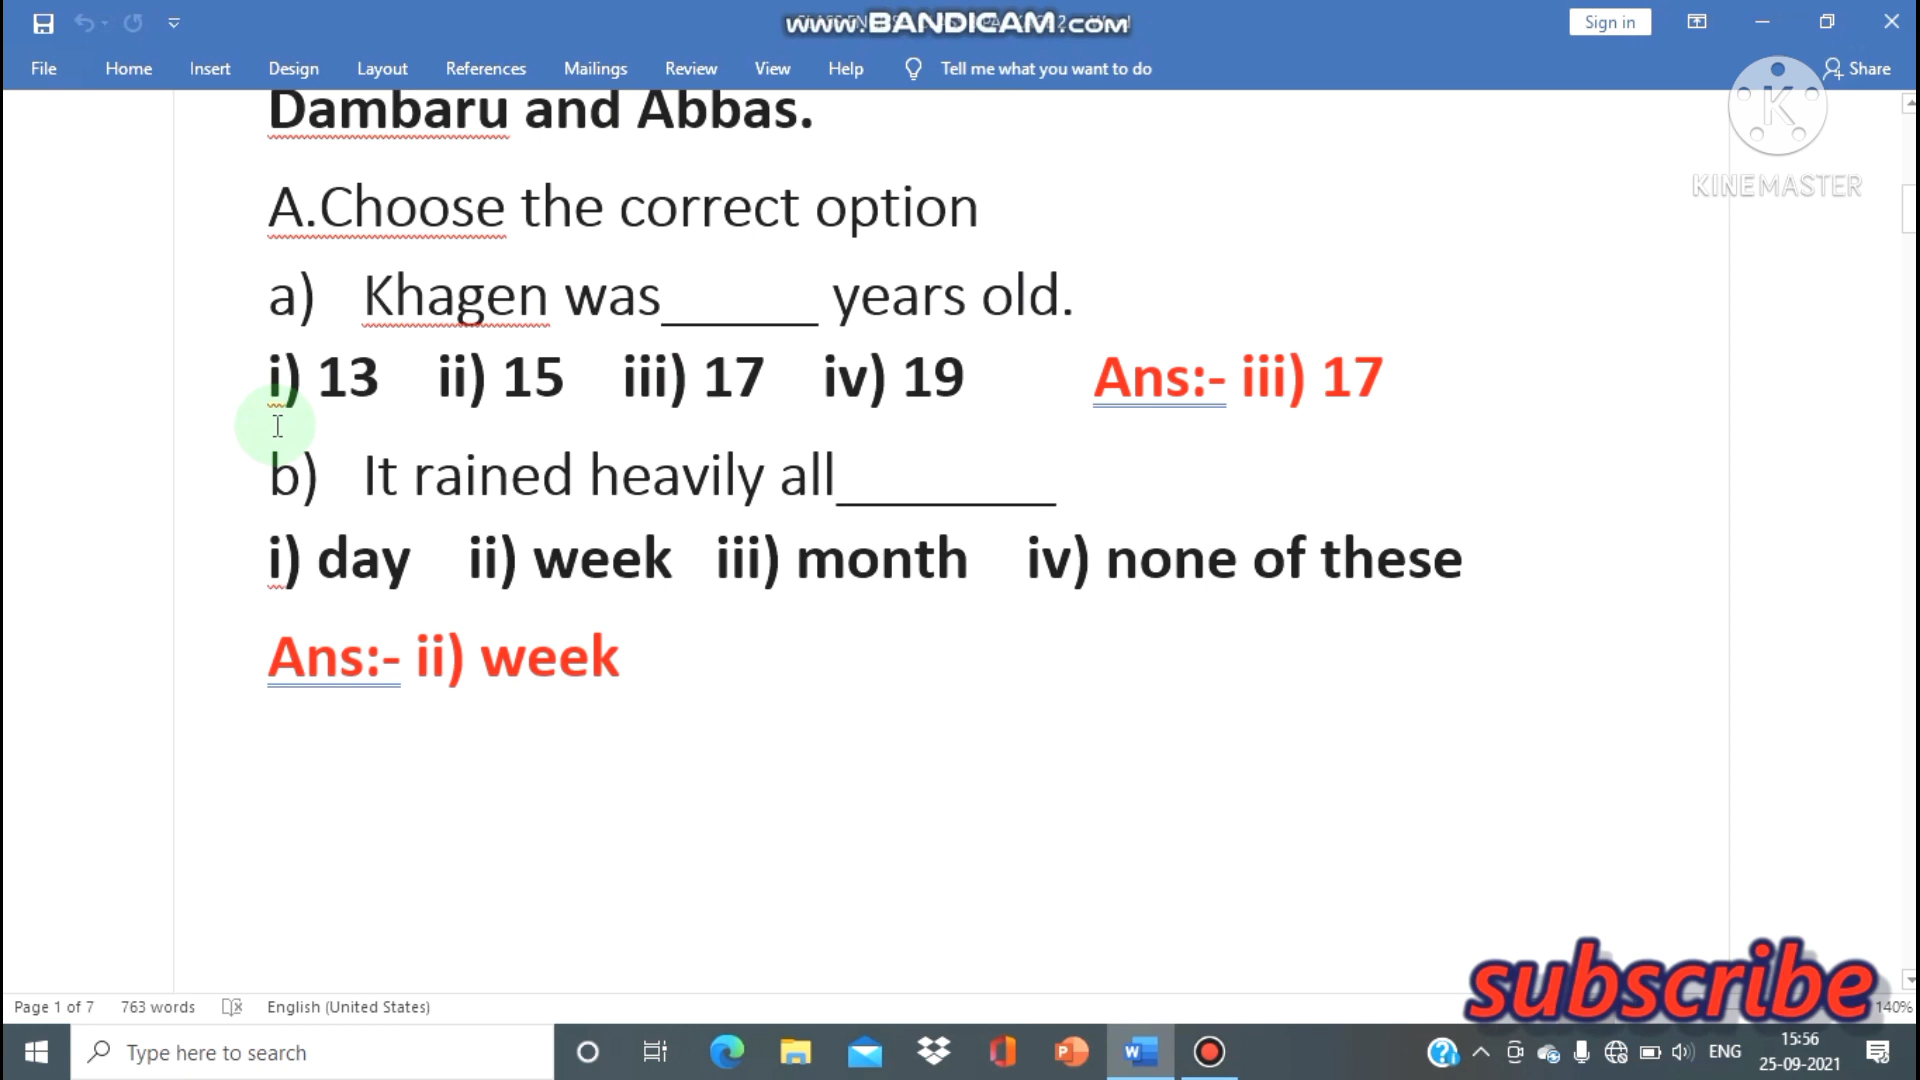 www.BANDICAM.com
Sign in
File Home Insert Design Layout References Mailings Review View Help Tell me what you want to do Share
KINEMASTER
Dambaru and Abbas.
A.Choose the correct option
a) Khagen was______ years old.
i) 13 ii) 15 iii) 17 iv) 19 Ans:- iii) 17
b) It rained heavily all________
i) day ii) week iii) month iv) none of these
Ans:- ii) week
subscribe
Page 1 of 7 763 words English (United States) 140%
Type here to search
ENG
15:56
25-09-2021